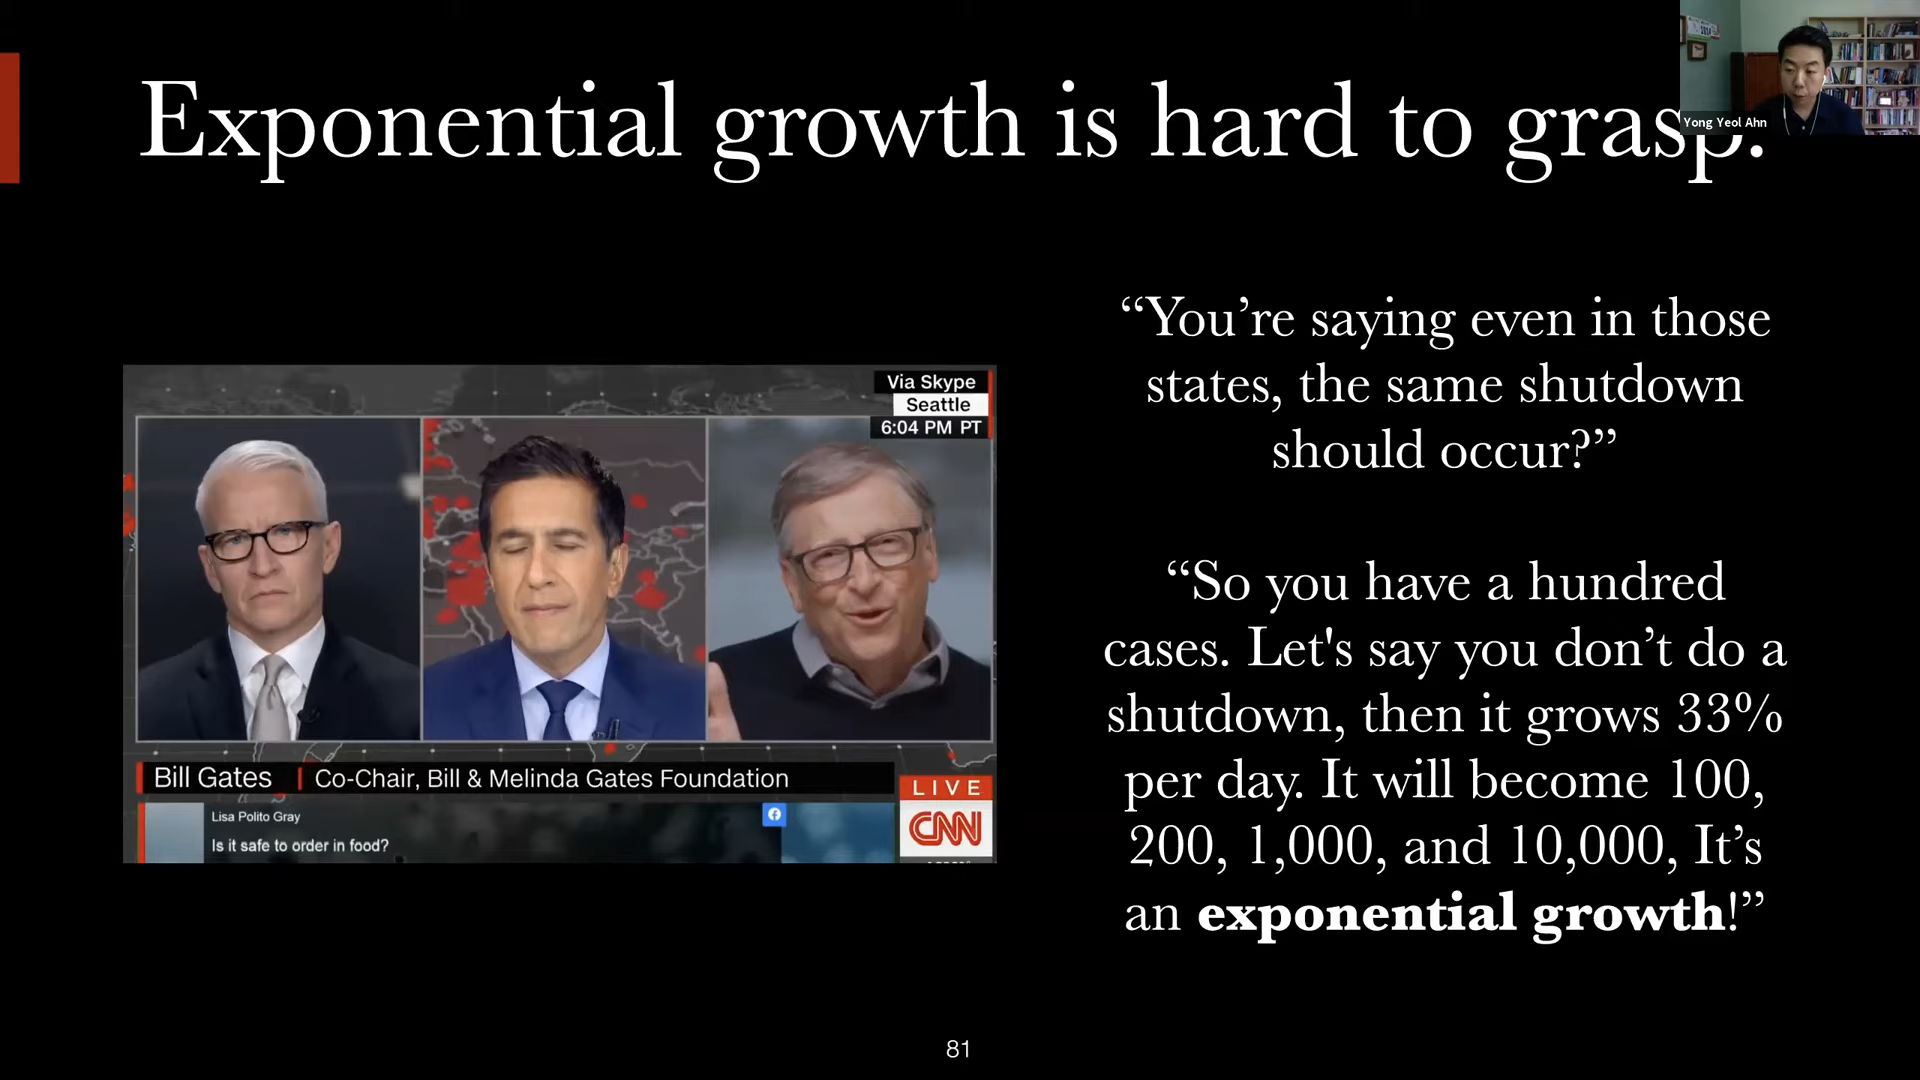 Exponential growth is hard to grasp.
Yong Yeol Ahn
“You’re saying even in those
states, the same shutdown
should occur?”
“So you have a hundred
cases. Let's say you don’t do a
shutdown, then it grows 33%
per day. It will become 100,
200, 1,000, and 10,000, It’s
an exponential growth!”
Via Skype
Seattle
6:04 PM PT
Bill Gates | Co-Chair, Bill & Melinda Gates Foundation
LIVE
CNN
Lisa Polito Gray
Is it safe to order in food?
81